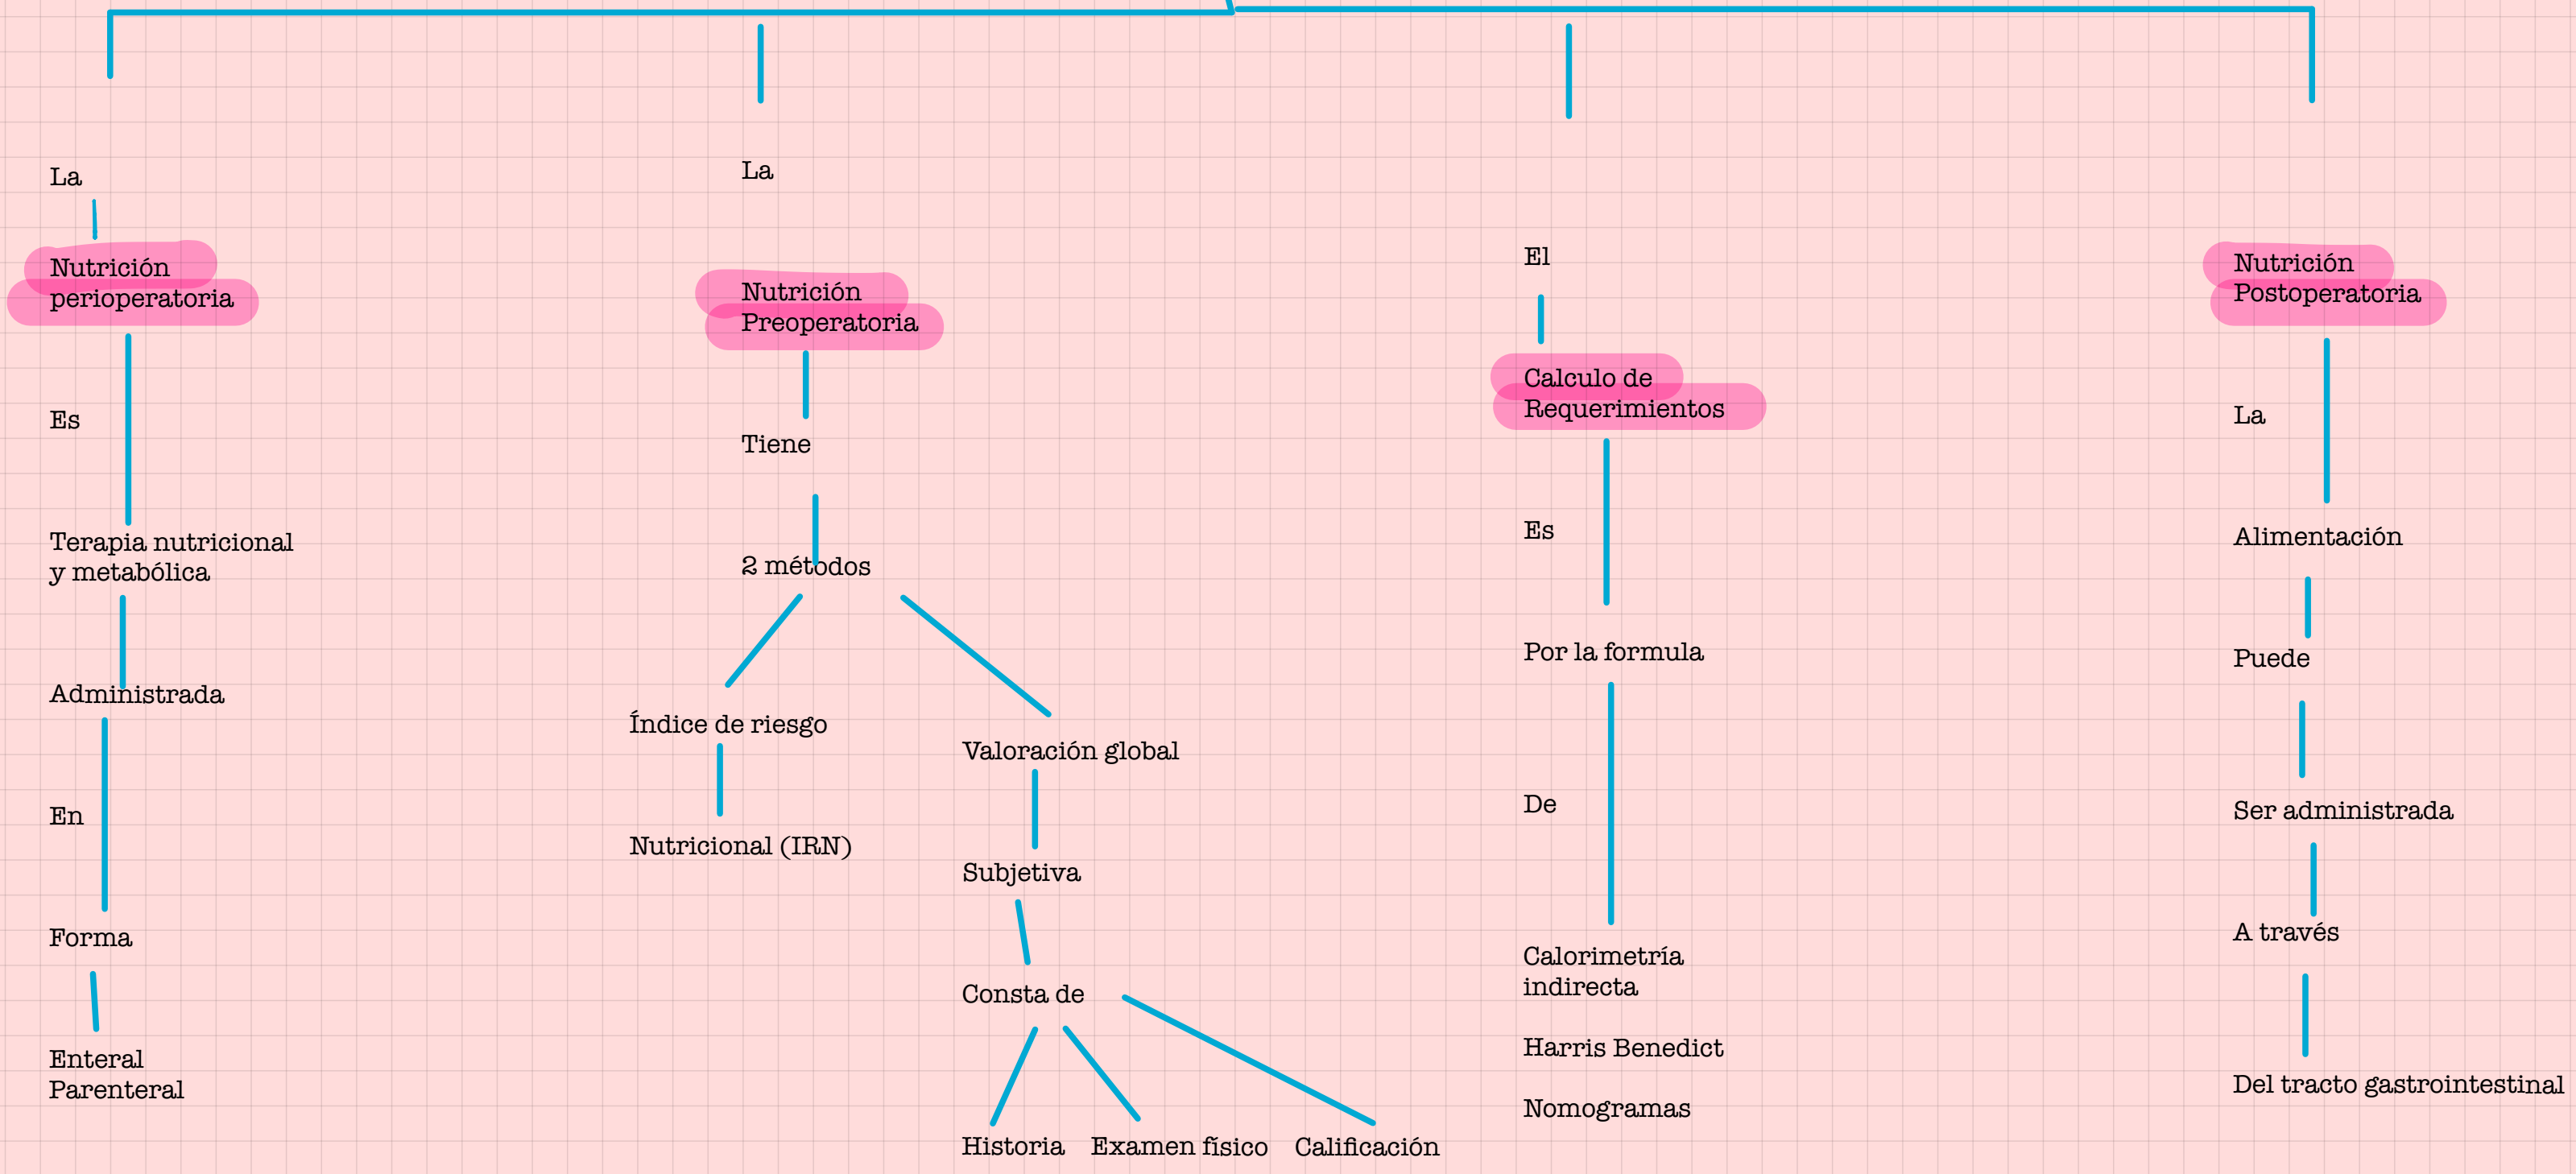 La
Nutrición
perioperatoria
Es
Terapia nutricional
y metabólica
Administrada
En
Forma
Enteral
Parenteral
La
Nutrición
Preoperatoria
Tiene
2 métodos
Índice de riesgo
Nutricional (IRN)
Valoración global
Subjetiva
Consta de
Historia
Examen físico
Calificación
El
Calculo de
Requerimientos
Es
Por la formula
De
Calorimetría
indirecta
Harris Benedict
Nomogramas
Nutrición
Postoperatoria
La
Alimentación
Puede
Ser administrada
A través
Del tracto gastrointestinal